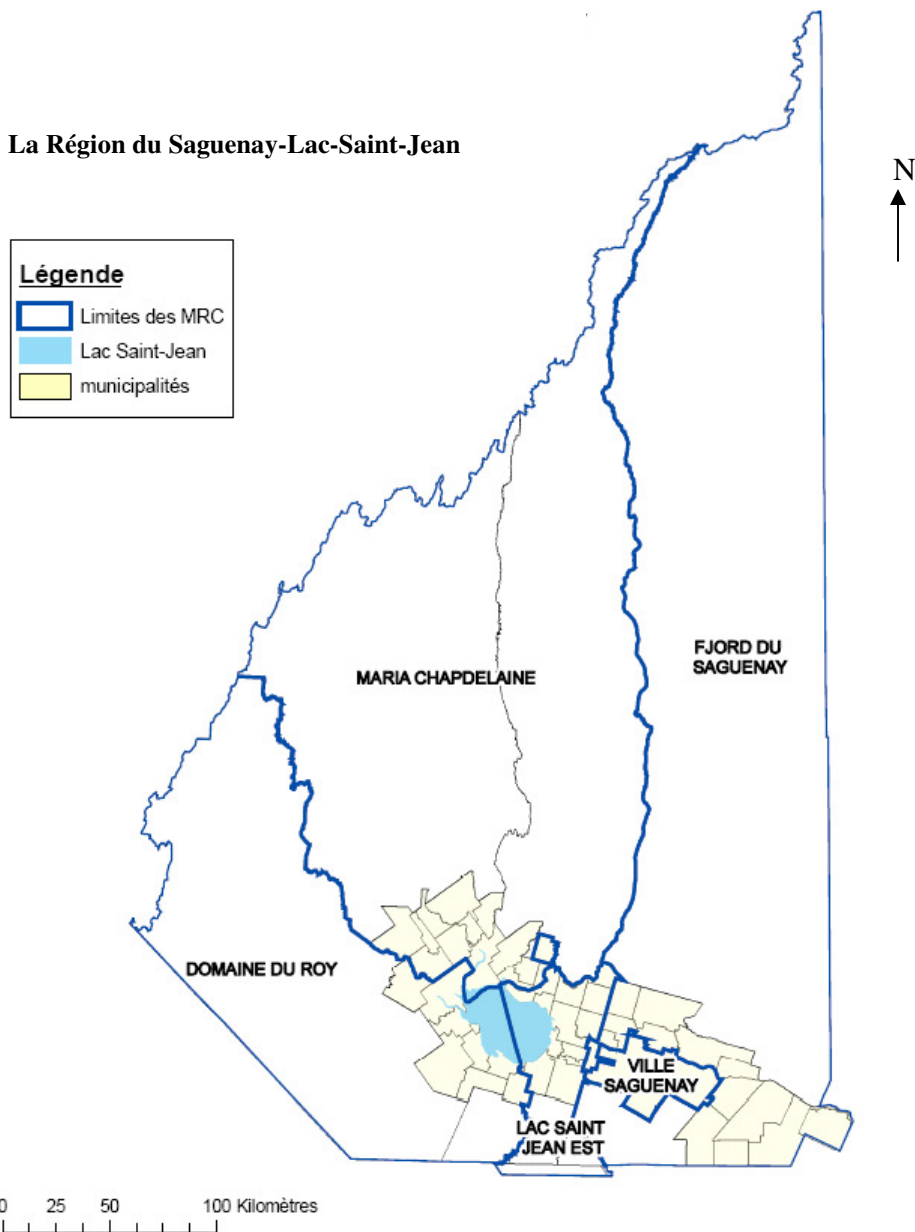 La Région du Saguenay-Lac-Saint-Jean
N
Légende
Limites des MRC
Lac Saint-Jean
municipalités
FJORD DU
SAGUENAY
MARIA CHAPDELAINE
DOMAINE DU ROY
VILLE
SAGUENAY
LAC SAINT
JEAN EST
0 25 50 100 Kilomètres